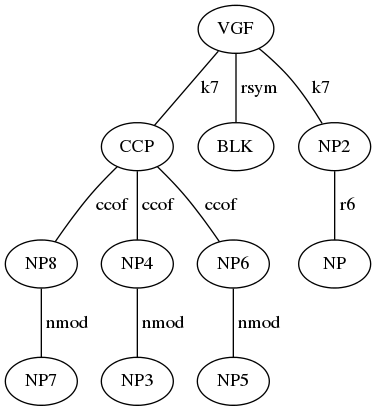 VGF
k7 rsym k7
CCP BLK NP2
ccof ccof ccof r6
NP8 NP4 NP6 NP
nmod nmod nmod
NP7 NP3 NP5